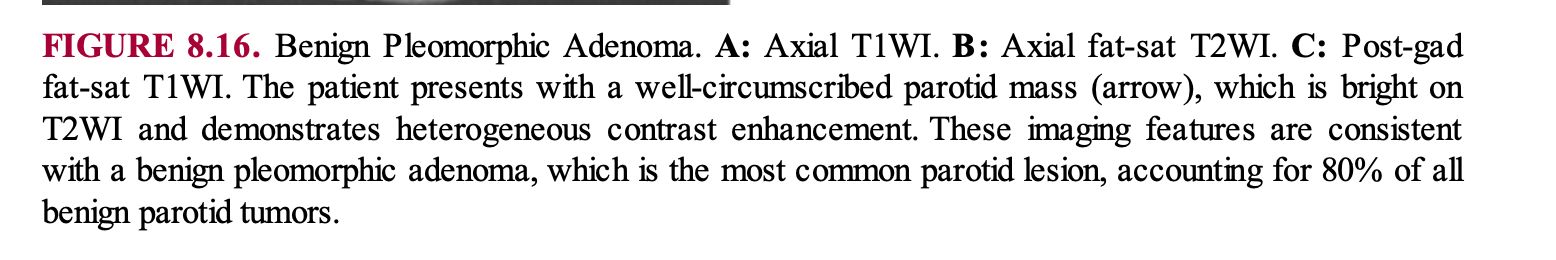 FIGURE 8.16. Benign Pleomorphic Adenoma. A: Axial T1WI. B: Axial fat-sat T2WI. C: Post-gad
fat-sat T1WI. The patient presents with a well-circumscribed parotid mass (arrow), which is bright on
T2WI and demonstrates heterogeneous contrast enhancement. These imaging features are consistent
with a benign pleomorphic adenoma, which is the most common parotid lesion, accounting for 80% of all
benign parotid tumors.